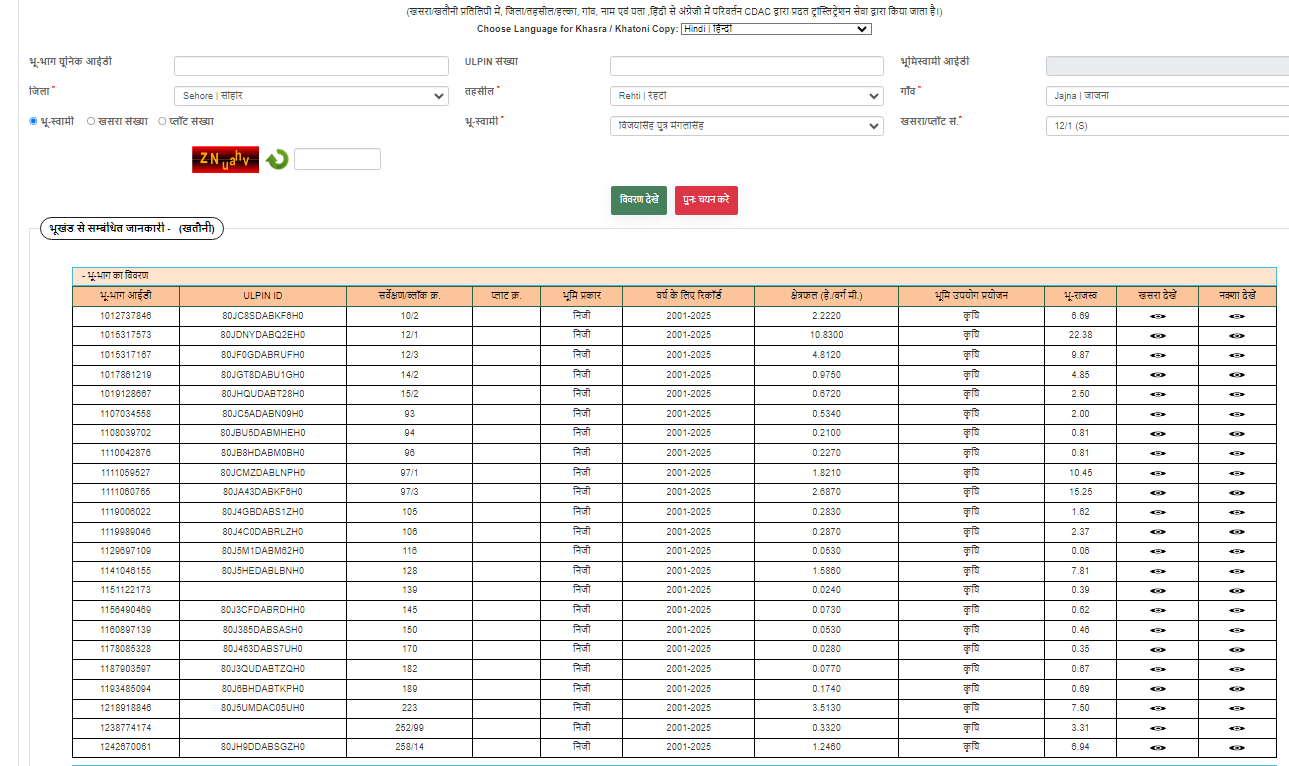 (खसरा/खतौनी प्रतिलिपी में, जिला/तहसील/हल्का, गांव, नाम एवं पता ,हिंदी से अंग्रेजी में परिवर्तन CDAC द्वारा प्रदत ट्रांस्लिट्रेशन सेवा द्वारा किया जाता है।)
Choose Language for Khasra / Khatoni Copy: Hindi | हिन्दी
भू-भाग यूनिक आईडी ULPIN संख्या भूमिस्वामी आईडी
जिला * Sehore | सीहोर तहसील * Rehti | रेहटी गाँव * Jajna | जाजना
भू-स्वामी खसरा संख्या प्लॉट संख्या भू-स्वामी * विजयसिंह पुत्र मंगलसिंह खसरा/प्लॉट सं.* 12/1 (S)
ZNuahv
विवरण देखें पुनः चयन करें
भूखंड से सम्बंधित जानकारी - (खतौनी)
- भू-भाग का विवरण
भू-भाग आईडी ULPIN ID सर्वेक्षण/ब्लॉक क्र. प्लाट क्र. भूमि प्रकार वर्ष के लिए रिकॉर्ड क्षेत्रफल (हे./वर्ग मी.) भूमि उपयोग प्रयोजन भू-राजस्व खसरा देखें नक्शा देखें
1012737846 80JC8SDABKF6H0 10/2 निजी 2001-2025 2.2220 कृषि 6.69
1015317573 80JDNYDABQ2EH0 12/1 निजी 2001-2025 10.8300 कृषि 22.38
1015317167 80JF0GDABRUFH0 12/3 निजी 2001-2025 4.8120 कृषि 9.87
1017861219 80JGT8DABU1GH0 14/2 निजी 2001-2025 0.9750 कृषि 4.85
1019128667 80JHQUDABT28H0 15/2 निजी 2001-2025 0.6720 कृषि 2.50
1107034558 80JC5ADABN09H0 93 निजी 2001-2025 0.5340 कृषि 2.00
1108039702 80JBU5DABMHEH0 94 निजी 2001-2025 0.2100 कृषि 0.81
1110042876 80JB8HDABM0BH0 96 निजी 2001-2025 0.2270 कृषि 0.81
1111059527 80JCMZDABLNPH0 97/1 निजी 2001-2025 1.8210 कृषि 10.45
1111060765 80JA43DABKF6H0 97/3 निजी 2001-2025 2.6870 कृषि 15.25
1119006022 80J4GBDABS1ZH0 105 निजी 2001-2025 0.2830 कृषि 1.62
1119989046 80J4C0DABRLZH0 106 निजी 2001-2025 0.2870 कृषि 2.37
1129697109 80J5M1DABM62H0 116 निजी 2001-2025 0.0530 कृषि 0.06
1141046155 80J5HEDABLBNH0 128 निजी 2001-2025 1.5860 कृषि 7.81
1151122173 139 निजी 2001-2025 0.0240 कृषि 0.39
1156490469 80J3CFDABRDHH0 145 निजी 2001-2025 0.0730 कृषि 0.62
1160897139 80J385DABSASH0 150 निजी 2001-2025 0.0530 कृषि 0.46
1178085328 80J463DABS7UH0 170 निजी 2001-2025 0.0280 कृषि 0.35
1187903597 80J3QUDABTZQH0 182 निजी 2001-2025 0.0770 कृषि 0.67
1193485094 80J6BHDABTKPH0 189 निजी 2001-2025 0.1740 कृषि 0.69
1218918846 80J5UMDAC05UH0 223 निजी 2001-2025 3.5130 कृषि 7.50
1238774174 252/99 निजी 2001-2025 0.3320 कृषि 3.31
1242670061 80JH9DDABSGZH0 258/14 निजी 2001-2025 1.2460 कृषि 6.94